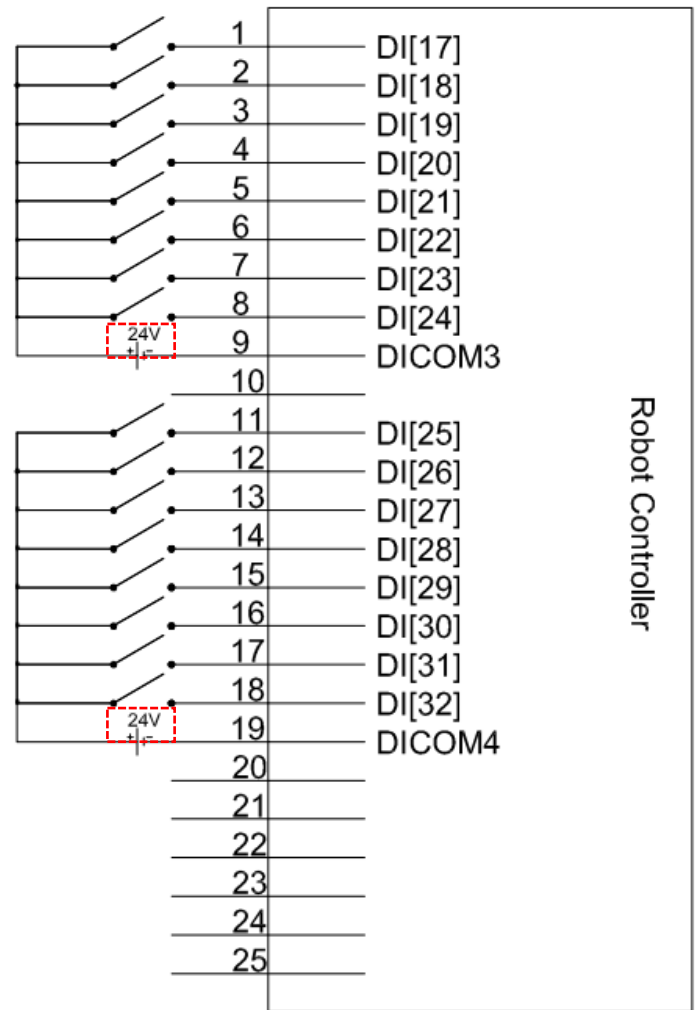 1 DI[17]
2 DI[18]
3 DI[19]
4 DI[20]
5 DI[21]
6 DI[22]
7 DI[23]
8 DI[24]
24V
+ -
9 DICOM3
10
11 DI[25]
12 DI[26]
13 DI[27]
14 DI[28]
15 DI[29]
16 DI[30]
17 DI[31]
18 DI[32]
24V
+ -
19 DICOM4
20
21
22
23
24
25
Robot Controller